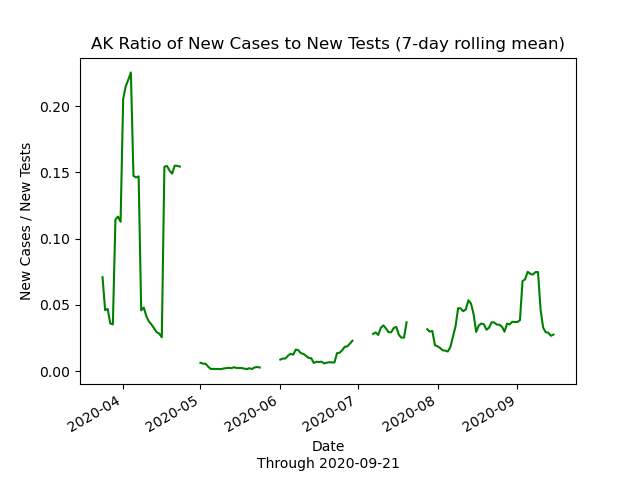 AK Ratio of New Cases to New Tests (7-day rolling mean)
New Cases / New Tests
0.20
0.15
0.10
0.05
0.00
2020-04
2020-05
2020-06
2020-07
2020-08
2020-09
Date
Through 2020-09-21